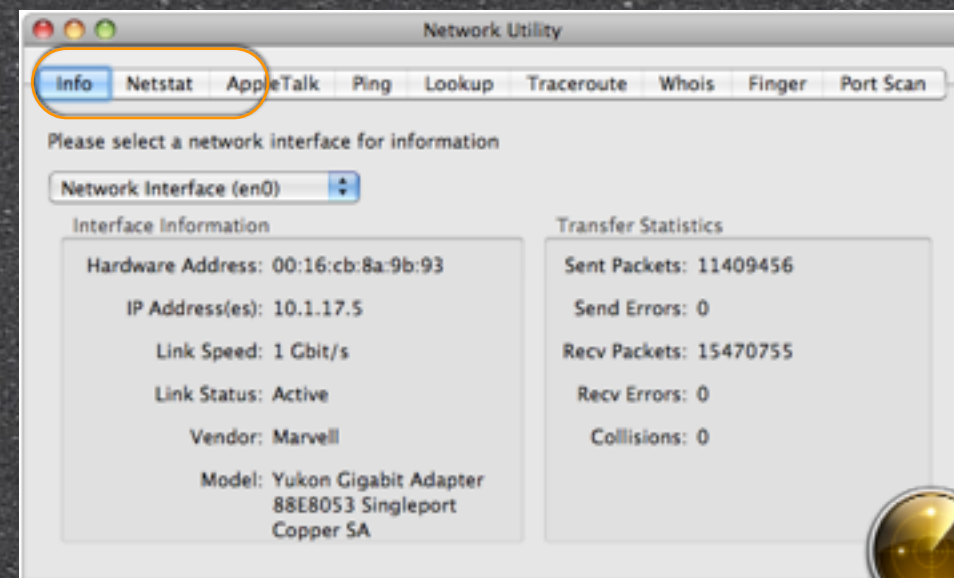 Network Utility
Info Netstat AppleTalk Ping Lookup Traceroute Whois Finger Port Scan
Please select a network interface for information
Network Interface (en0)
Interface Information
Hardware Address: 00:16:cb:8a:9b:93
IP Address(es): 10.1.17.5
Link Speed: 1 Gbit/s
Link Status: Active
Vendor: Marvell
Model: Yukon Gigabit Adapter
88E8053 Singleport
Copper SA
Transfer Statistics
Sent Packets: 11409456
Send Errors: 0
Recv Packets: 15470755
Recv Errors: 0
Collisions: 0